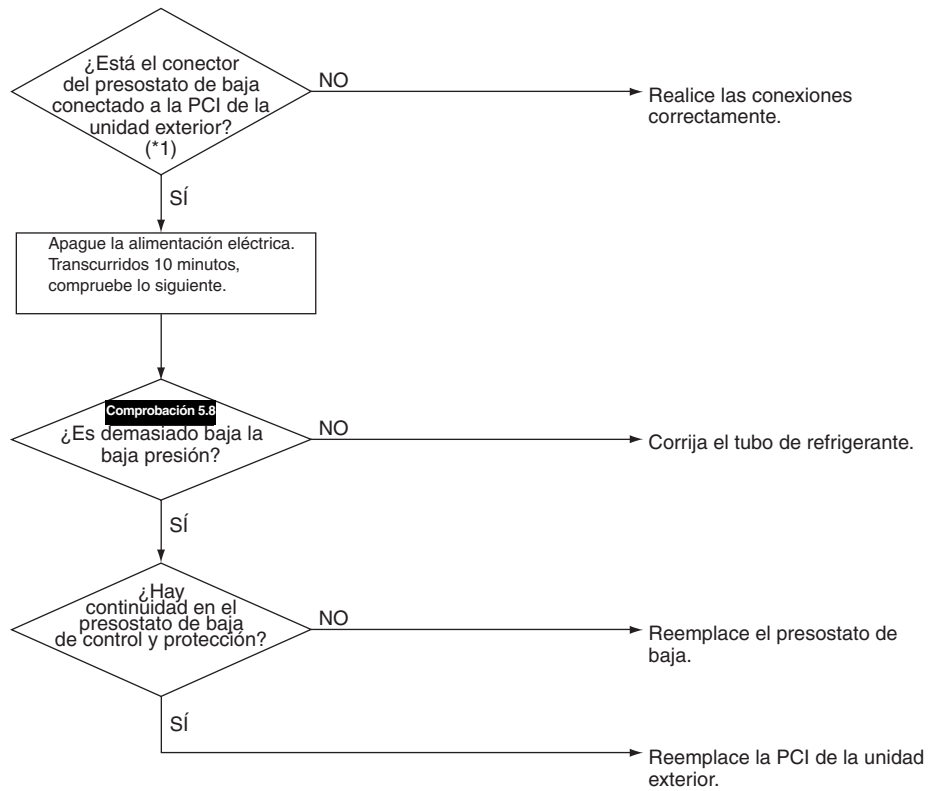 ¿Está el conector
del presostato de baja
conectado a la PCI de la
unidad exterior?
(*1)
NO
Realice las conexiones
correctamente.
SÍ
Apague la alimentación eléctrica.
Transcurridos 10 minutos,
compruebe lo siguiente.
Comprobación 5.8
¿Es demasiado baja la
baja presión?
NO
Corrija el tubo de refrigerante.
SÍ
¿Hay
continuidad en el
presostato de baja
de control y protección?
NO
Reemplace el presostato de
baja.
SÍ
Reemplace la PCI de la unidad
exterior.